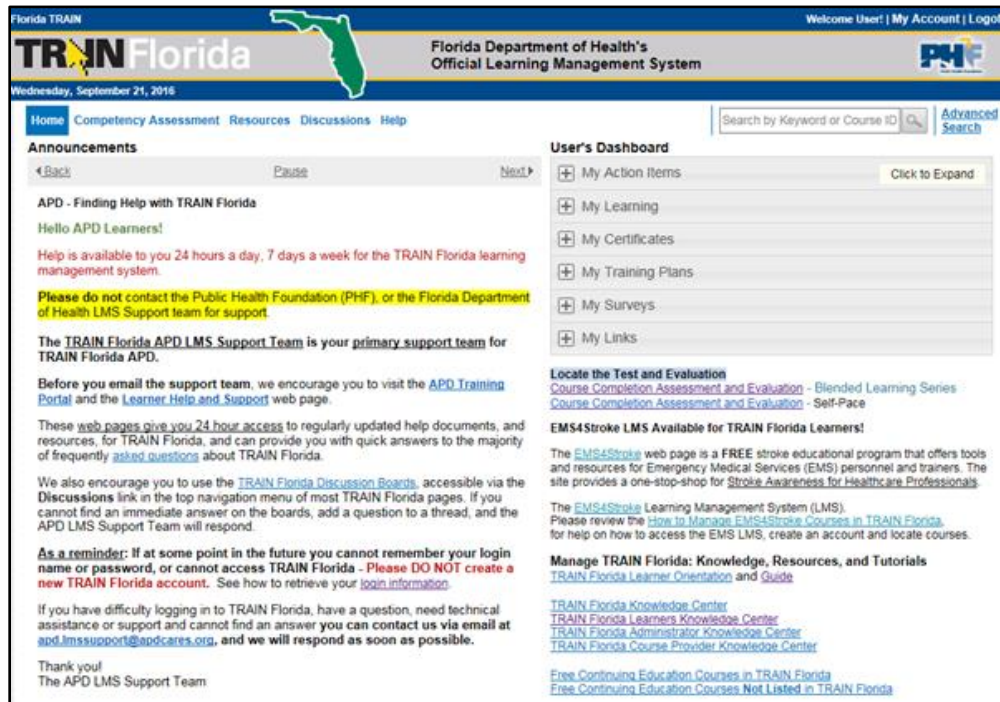 Florida TRAIN
Welcome User! | My Account | Logo
TRAIN Florida
Florida Department of Health's
Official Learning Management System
PHF
Wednesday, September 21, 2016
Home Competency Assessment Resources Discussions Help
Search by Keyword or Course ID
Advanced
Search
Announcements
Back Pause Next
APD - Finding Help with TRAIN Florida
Hello APD Learners!
Help is available to you 24 hours a day, 7 days a week for the TRAIN Florida learning
management system.
Please do not contact the Public Health Foundation (PHF), or the Florida Department
of Health LMS Support team for support.
The TRAIN Florida APD LMS Support Team is your primary support team for
TRAIN Florida APD.
Before you email the support team, we encourage you to visit the APD Training
Portal and the Learner Help and Support web page.
These web pages give you 24 hour access to regularly updated help documents, and
resources, for TRAIN Florida, and can provide you with quick answers to the majority
of frequently asked questions about TRAIN Florida.
We also encourage you to use the TRAIN Florida Discussion Boards, accessible via the
Discussions link in the top navigation menu of most TRAIN Florida pages. If you
cannot find an immediate answer on the boards, add a question to a thread, and the
APD LMS Support Team will respond.
As a reminder: If at some point in the future you cannot remember your login
name or password, or cannot access TRAIN Florida - Please DO NOT create a
new TRAIN Florida account. See how to retrieve your login information.
If you have difficulty logging in to TRAIN Florida, have a question, need technical
assistance or support and cannot find an answer you can contact us via email at
apd.lmssupport@apdcares.org, and we will respond as soon as possible.
Thank you!
The APD LMS Support Team
User's Dashboard
My Action Items
Click to Expand
My Learning
My Certificates
My Training Plans
My Surveys
My Links
Locate the Test and Evaluation
Course Completion Assessment and Evaluation - Blended Learning Series
Course Completion Assessment and Evaluation - Self-Pace
EMS4Stroke LMS Available for TRAIN Florida Learners!
The EMS4Stroke web page is a FREE stroke educational program that offers tools
and resources for Emergency Medical Services (EMS) personnel and trainers. The
site provides a one-stop-shop for Stroke Awareness for Healthcare Professionals.
The EMS4Stroke Learning Management System (LMS).
Please review the How to Manage EMS4Stroke Courses in TRAIN Florida,
for help on how to access the EMS LMS, create an account and locate courses.
Manage TRAIN Florida: Knowledge, Resources, and Tutorials
TRAIN Florida Learner Orientation and Guide
TRAIN Florida Knowledge Center
TRAIN Florida Learners Knowledge Center
TRAIN Florida Administrator Knowledge Center
TRAIN Florida Course Provider Knowledge Center
Free Continuing Education Courses in TRAIN Florida
Free Continuing Education Courses Not Listed in TRAIN Florida